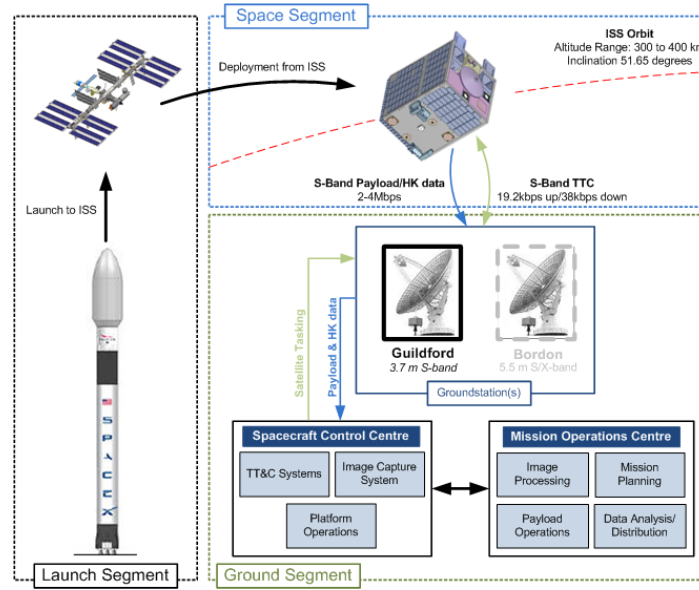 Space Segment
ISS Orbit
Altitude Range: 300 to 400 km
Inclination 51.65 degrees
Deployment from ISS
Launch to ISS
S-Band Payload/HK data
2-4Mbps
S-Band TTC
19.2kbps up/38kbps down
Satellite Tasking
Payload & HK data
Guildford
3.7 m S-band
Bordon
5.5 m S/X-band
Groundstation(s)
Spacecraft Control Centre
TT&C Systems
Image Capture
System
Platform
Operations
Mission Operations Centre
Image
Processing
Mission
Planning
Payload
Operations
Data Analysis/
Distribution
SPACEX
Launch Segment
Ground Segment